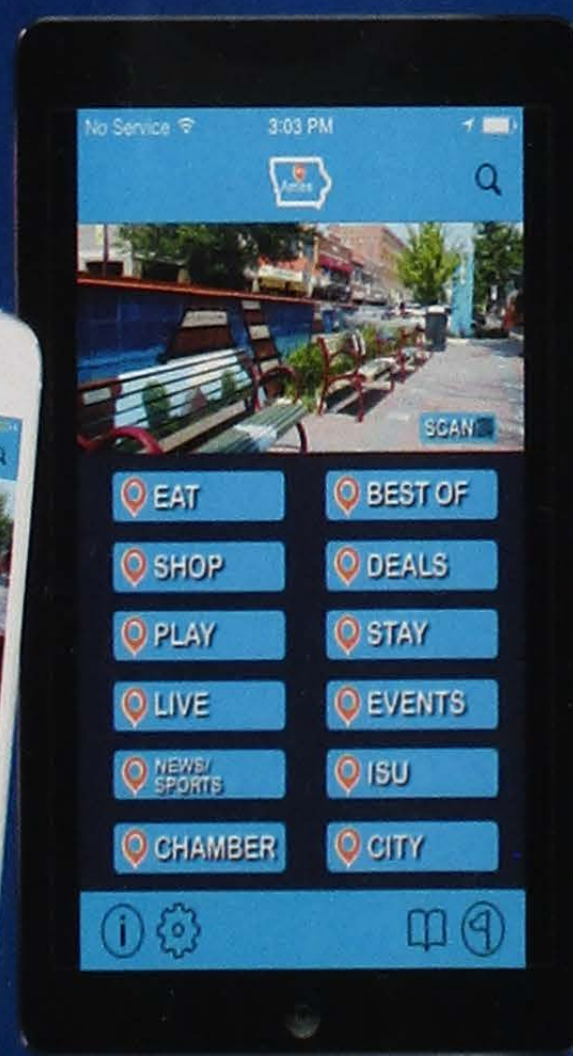 No Service
3:03 PM
Ames
SCAN
EAT
BEST OF
SHOP
DEALS
PLAY
STAY
LIVE
EVENTS
NEWS/
SPORTS
ISU
CHAMBER
CITY